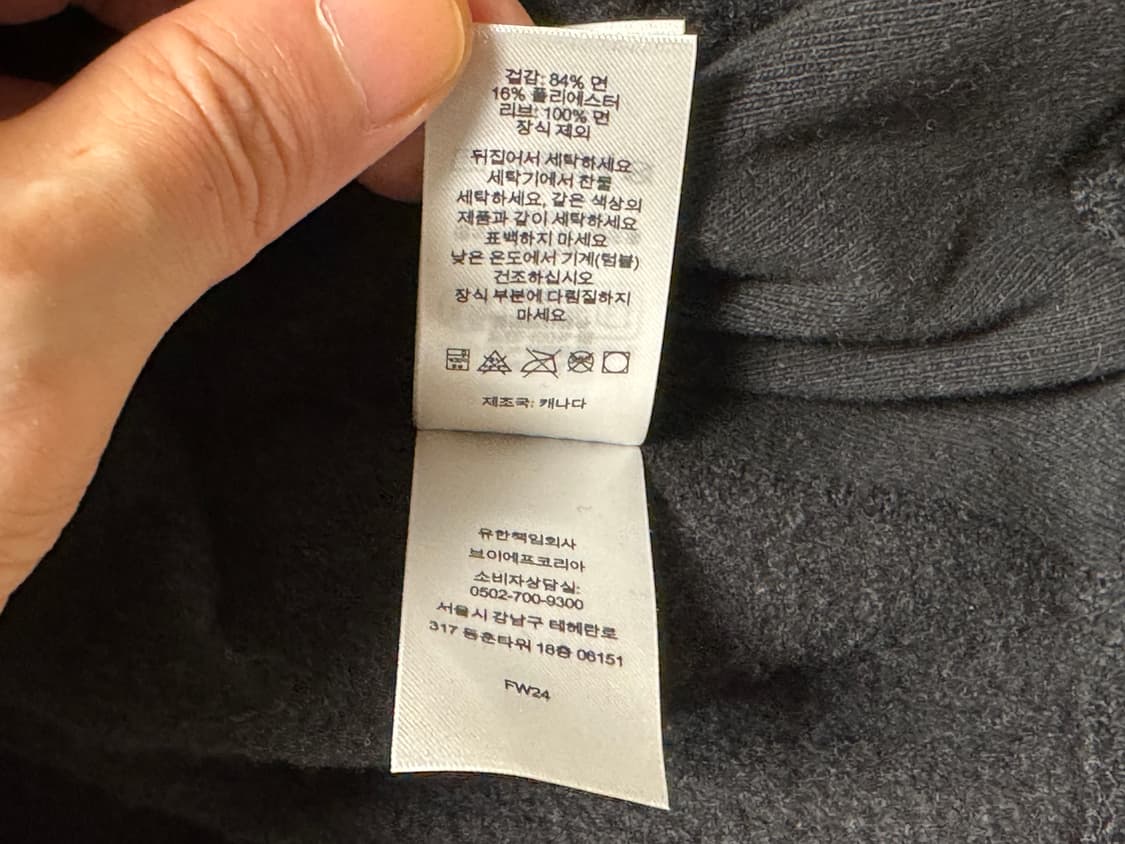 겉감: 84% 면
16% 폴리에스터
리브: 100% 면
장식 제외
뒤집어서 세탁하세요
세탁기에서 찬물
세탁하세요, 같은 색상의
제품과 같이 세탁하세요
표백하지 마세요
낮은 온도에서 기계(텀블)
건조하십시오
장식 부분에 다림질하지
마세요
제조국: 캐나다
유한책임회사
브이에프코리아
소비자상담실:
0502-700-9300
서울시 강남구 테헤란로
317 동훈타워 18층 06151
FW24